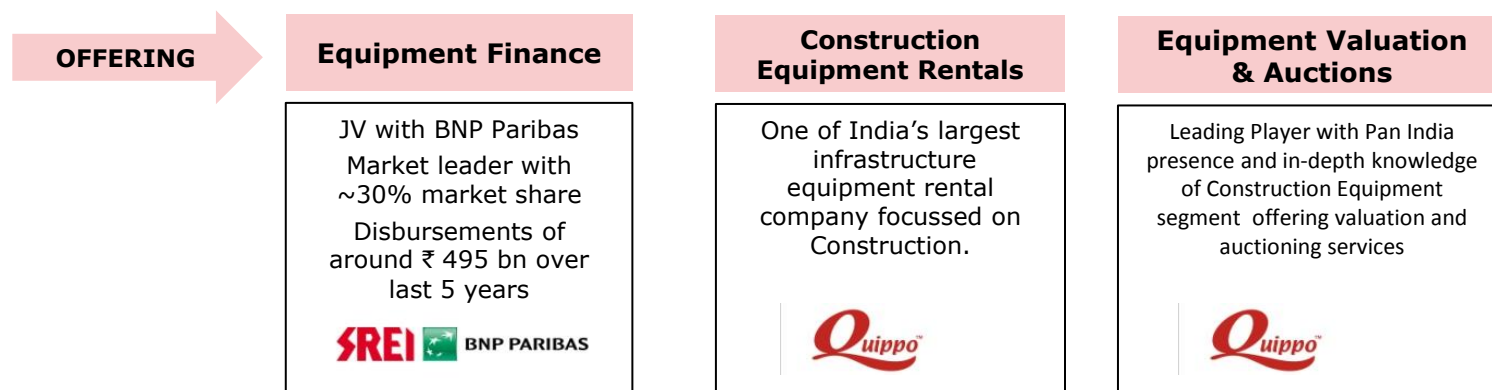 OFFERING
Equipment Finance
JV with BNP Paribas
Market leader with
~30% market share
Disbursements of
around ₹ 495 bn over
last 5 years
SREI BNP PARIBAS
Construction
Equipment Rentals
One of India’s largest
infrastructure
equipment rental
company focussed on
Construction.
Quippo™
Equipment Valuation
& Auctions
Leading Player with Pan India
presence and in-depth knowledge
of Construction Equipment
segment offering valuation and
auctioning services
Quippo™